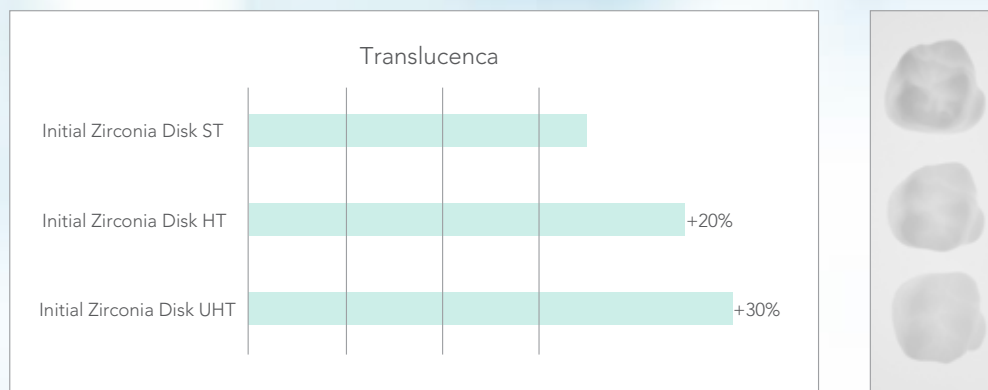 Translucenca
Initial Zirconia Disk ST
Initial Zirconia Disk HT
+20%
Initial Zirconia Disk UHT
+30%